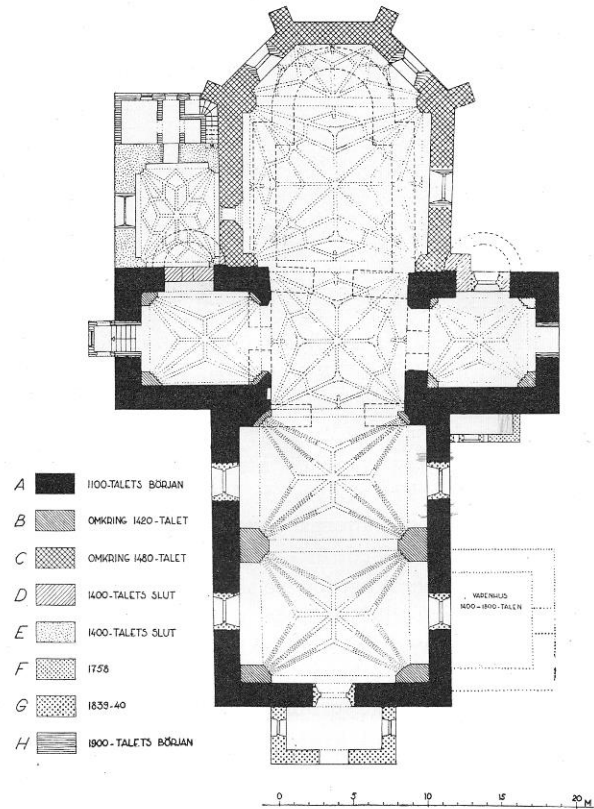 A 1100-TALETS BÖRJAN
B OMKRING 1420-TALET
C OMKRING 1480-TALET
D 1400-TALETS SLUT
E 1400-TALETS SLUT
F 1758
G 1839-40
H 1900-TALETS BÖRJAN
VAPENHUS
1400-1800-TALEN
0 5 10 15 20 M